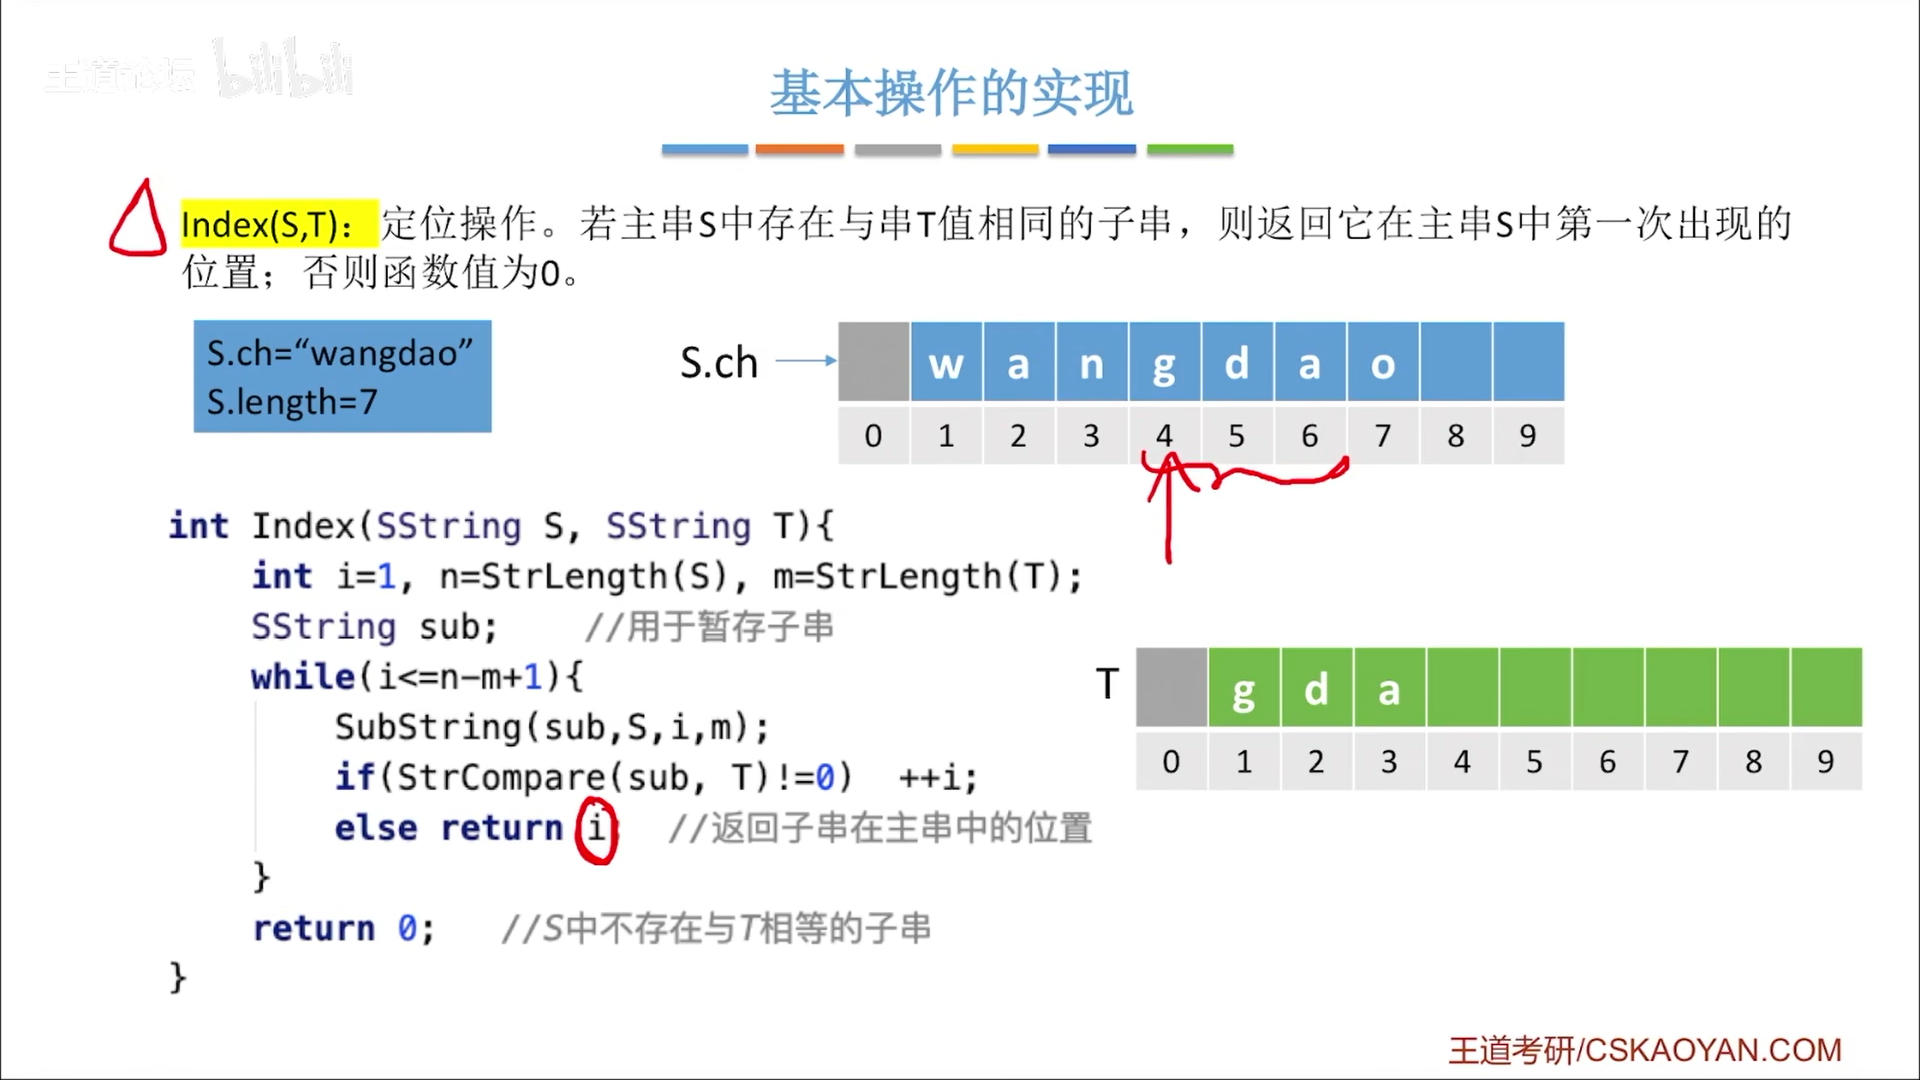 王道论坛 bilibili
基本操作的实现
Index(S,T)：定位操作。若主串S中存在与串T值相同的子串，则返回它在主串S中第一次出现的
位置；否则函数值为0。
S.ch=“wangdao”
S.length=7
S.ch w a n g d a o
0 1 2 3 4 5 6 7 8 9
int Index(SString S, SString T){
int i=1, n=StrLength(S), m=StrLength(T);
SString sub; //用于暂存子串
while(i<=n-m+1){
SubString(sub,S,i,m);
if(StrCompare(sub, T)!=0) ++i;
else return i //返回子串在主串中的位置
}
return 0; //S中不存在与T相等的子串
}
T g d a
0 1 2 3 4 5 6 7 8 9
王道考研/CSKAOYAN.COM